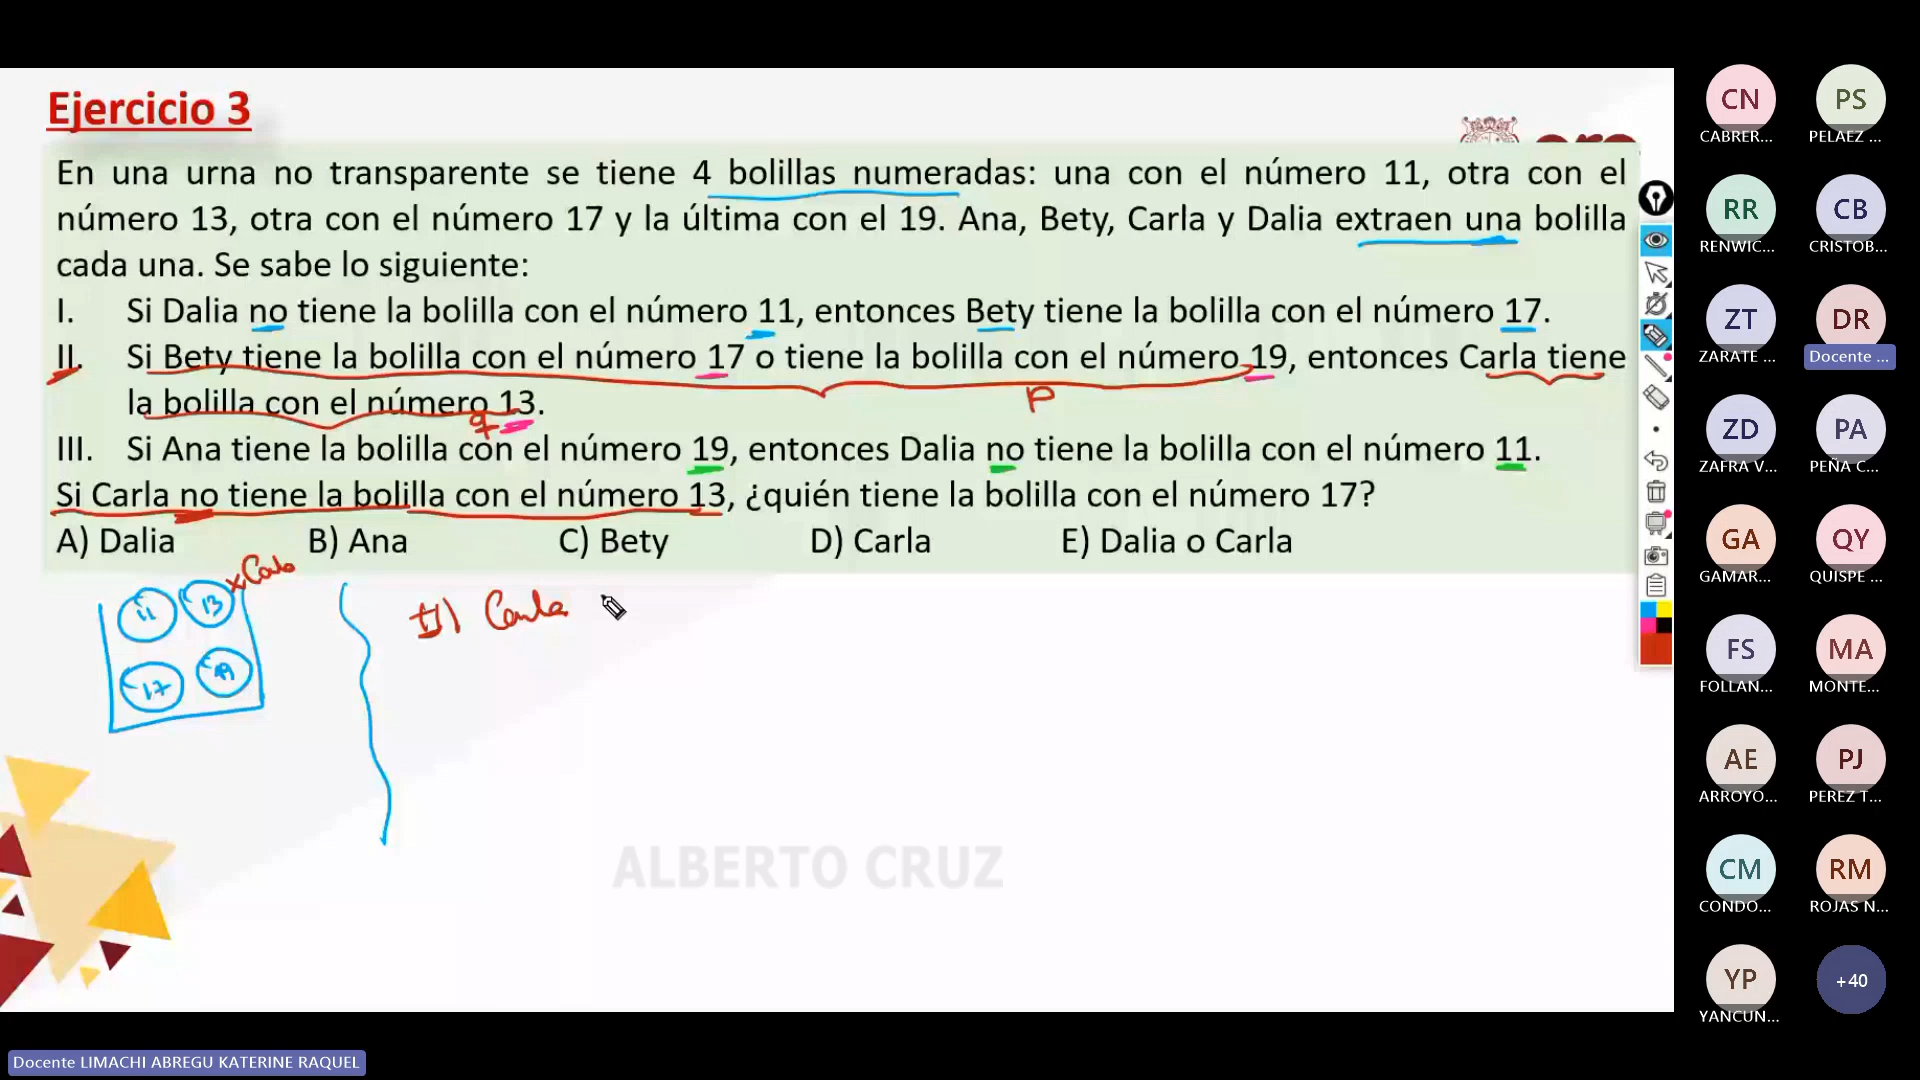 Ejercicio 3
En una urna no transparente se tiene 4 bolillas numeradas: una con el número 11, otra con el
número 13, otra con el número 17 y la última con el 19. Ana, Bety, Carla y Dalia extraen una bolilla
cada una. Se sabe lo siguiente:
I. Si Dalia no tiene la bolilla con el número 11, entonces Bety tiene la bolilla con el número 17.
II. Si Bety tiene la bolilla con el número 17 o tiene la bolilla con el número 19, entonces Carla tiene
la bolilla con el número 13.
p
q
III. Si Ana tiene la bolilla con el número 19, entonces Dalia no tiene la bolilla con el número 11.
Si Carla no tiene la bolilla con el número 13, ¿quién tiene la bolilla con el número 17?
A) Dalia B) Ana C) Bety D) Carla E) Dalia o Carla
11 13 x Carla
17 19
II) Carla
ALBERTO CRUZ
CN PS
CABRER... PELAEZ ...
RR CB
RENWIC... CRISTOB...
ZT DR
ZARATE ... Docente ...
ZD PA
ZAFRA V... PEÑA C...
GA QY
GAMAR... QUISPE ...
FS MA
FOLLAN... MONTE...
AE PJ
ARROYO... PEREZ T...
CM RM
CONDO... ROJAS N...
YP +40
YANCUN...
Docente LIMACHI ABREGU KATERINE RAQUEL